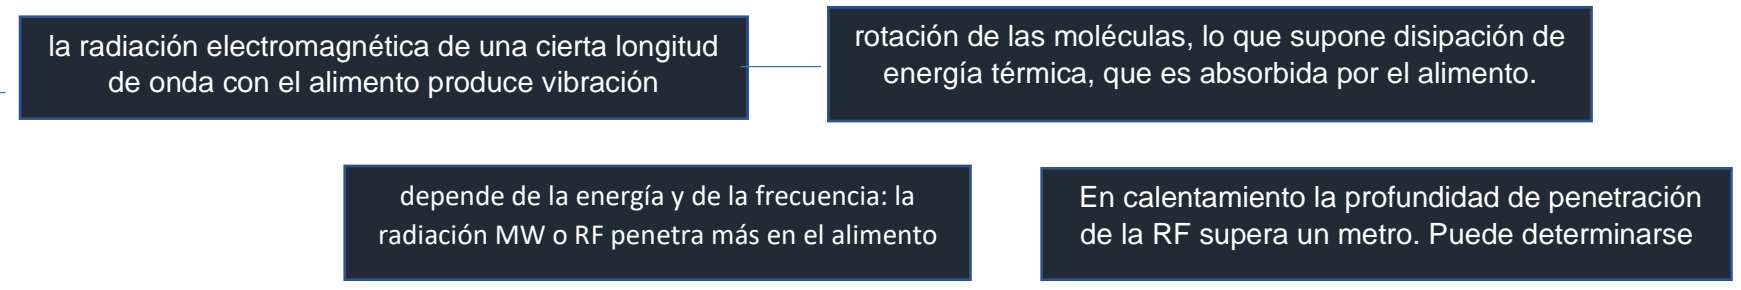 la radiación electromagnética de una cierta longitud
de onda con el alimento produce vibración
rotación de las moléculas, lo que supone disipación de
energía térmica, que es absorbida por el alimento.
depende de la energía y de la frecuencia: la
radiación MW o RF penetra más en el alimento
En calentamiento la profundidad de penetración
de la RF supera un metro. Puede determinarse